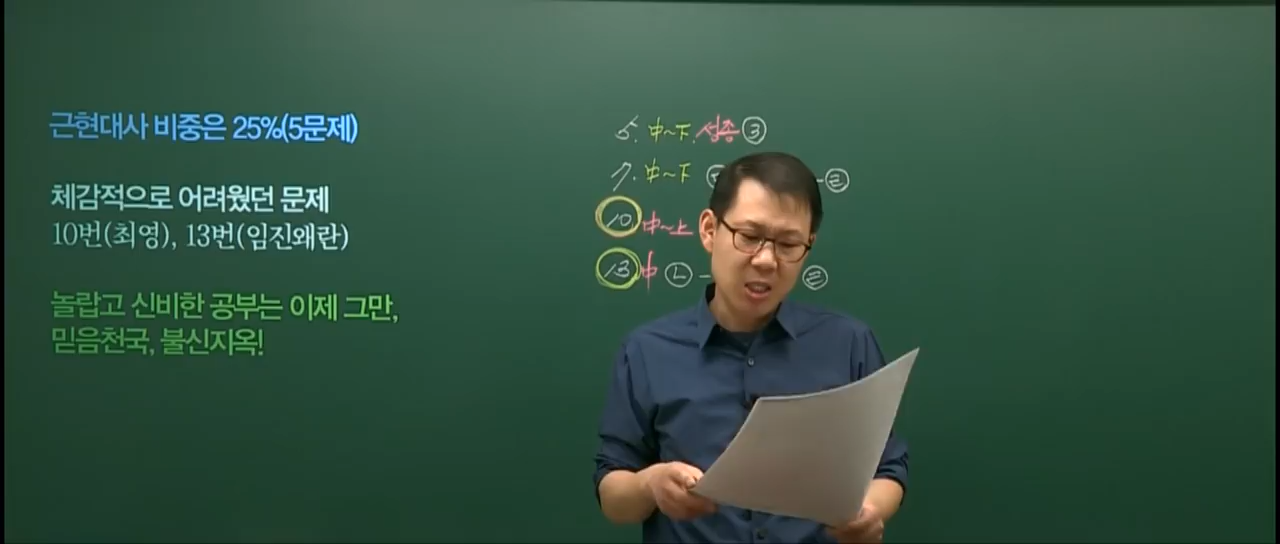 근현대사 비중은 25%(5문제)
체감적으로 어려웠던 문제
10번(최영), 13번(임진왜란)
놀랍고 신비한 공부는 이제 그만,
믿음천국, 불신지옥!
5. 中~下. 성종 ③
7. 中~下 - ㉢
10 中~上
13 中 ㉡ - ㉢